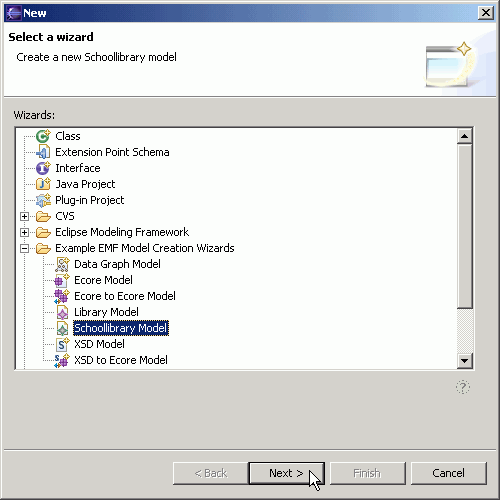 New
Select a wizard
Create a new Schoollibrary model
Wizards:
Class
Extension Point Schema
Interface
Java Project
Plug-in Project
CVS
Eclipse Modeling Framework
Example EMF Model Creation Wizards
Data Graph Model
Ecore Model
Ecore to Ecore Model
Library Model
Schoollibrary Model
XSD Model
XSD to Ecore Model
?
< Back Next > Finish Cancel